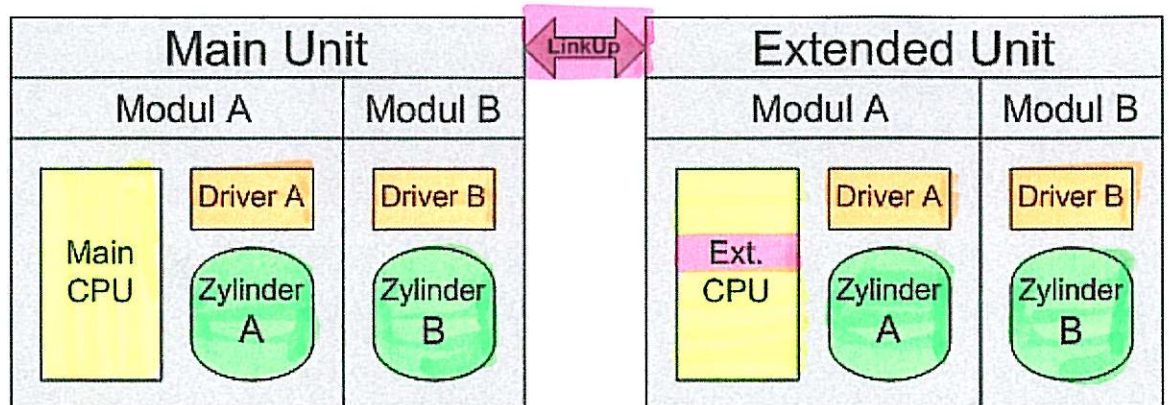 Main Unit
LinkUp
Extended Unit
Modul A
Modul B
Modul A
Modul B
Driver A
Driver B
Driver A
Driver B
Main
CPU
Zylinder
A
Zylinder
B
Ext.
CPU
Zylinder
A
Zylinder
B